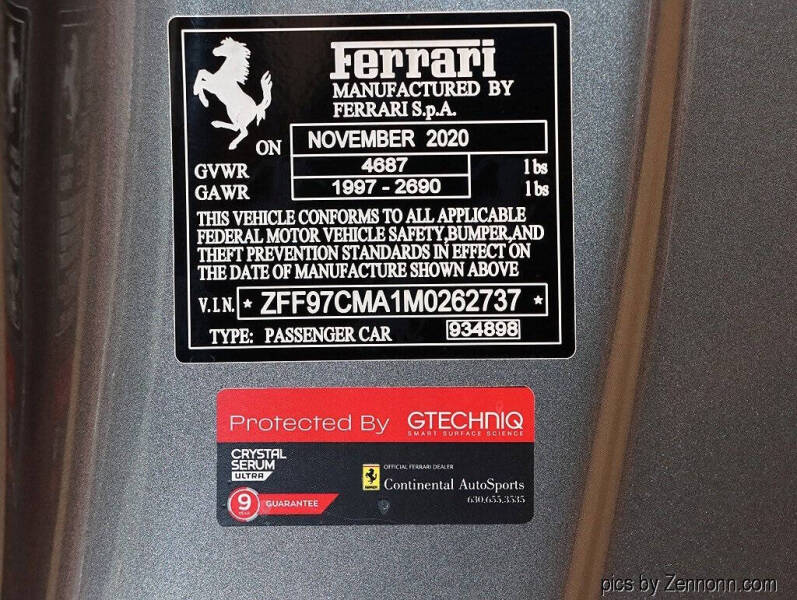 Ferrari
MANUFACTURED BY
FERRARI S.p.A.
ON NOVEMBER 2020
GVWR 4687 lbs
GAWR 1997 - 2690 lbs
THIS VEHICLE CONFORMS TO ALL APPLICABLE
FEDERAL MOTOR VEHICLE SAFETY,BUMPER,AND
THEFT PREVENTION STANDARDS IN EFFECT ON
THE DATE OF MANUFACTURE SHOWN ABOVE
V.I.N. * ZFF97CMA1M0262737 *
TYPE: PASSENGER CAR 934898
Protected By GTECHNIQ
SMART SURFACE SCIENCE
CRYSTAL
SERUM
ULTRA
OFFICIAL FERRARI DEALER
Continental AutoSports
630.655.3535
9
YEAR
GUARANTEE
pics by Zennonn.com